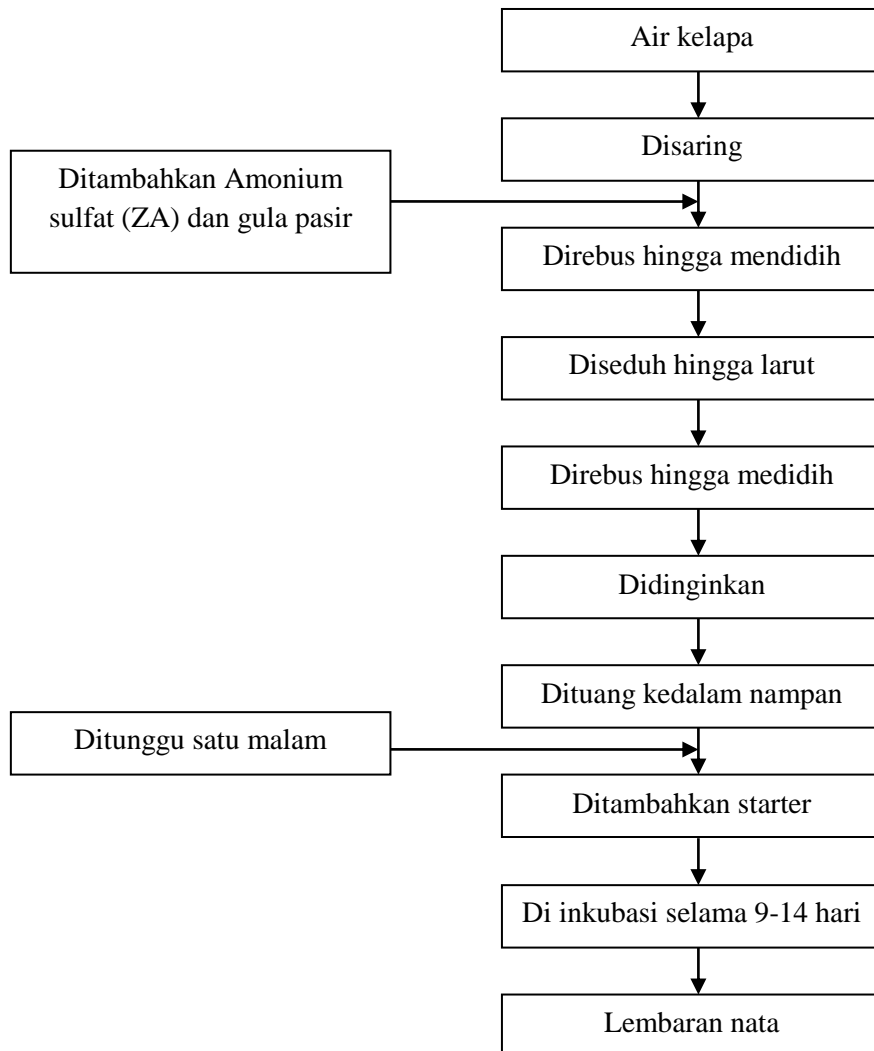 Air kelapa
Disaring
Ditambahkan Amonium
sulfat (ZA) dan gula pasir
Direbus hingga mendidih
Diseduh hingga larut
Direbus hingga medidih
Didinginkan
Dituang kedalam nampan
Ditunggu satu malam
Ditambahkan starter
Di inkubasi selama 9-14 hari
Lembaran nata